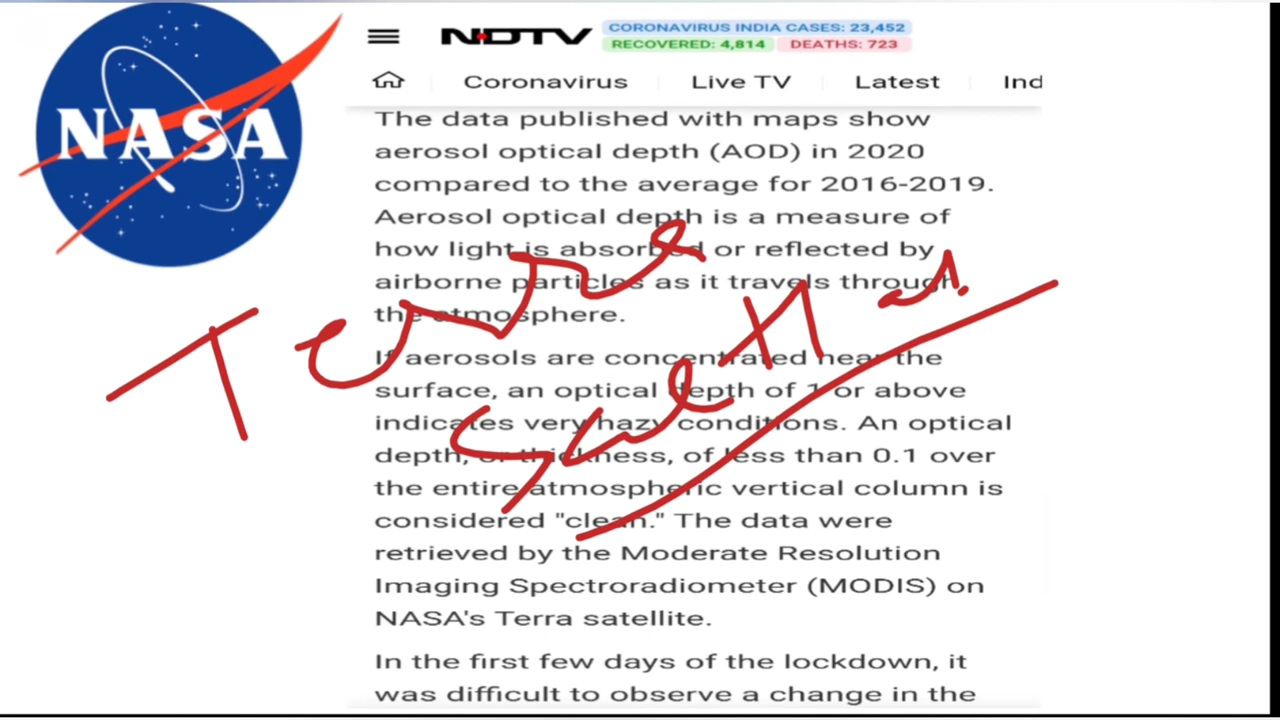 NASA
NDTV
CORONAVIRUS INDIA CASES: 23,452
RECOVERED: 4,814 DEATHS: 723
Coronavirus Live TV Latest Ind
The data published with maps show
aerosol optical depth (AOD) in 2020
compared to the average for 2016-2019.
Aerosol optical depth is a measure of
how light is absorbed or reflected by
airborne particles as it travels through
the atmosphere.
If aerosols are concentrated near the
surface, an optical depth of 1 or above
indicates very hazy conditions. An optical
depth, or thickness, of less than 0.1 over
the entire atmospheric vertical column is
considered "clean." The data were
retrieved by the Moderate Resolution
Imaging Spectroradiometer (MODIS) on
NASA's Terra satellite.
In the first few days of the lockdown, it
was difficult to observe a change in the